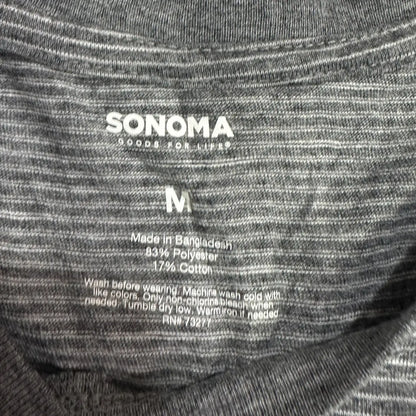 SONOMA
GOODS FOR LIFE®
M
Made in Bangladesh
83% Polyester
17% Cotton
Wash before wearing. Machine wash cold with
like colors. Only non-chlorine bleach when
needed. Tumble dry low. Warm iron if needed.
RN# 73277